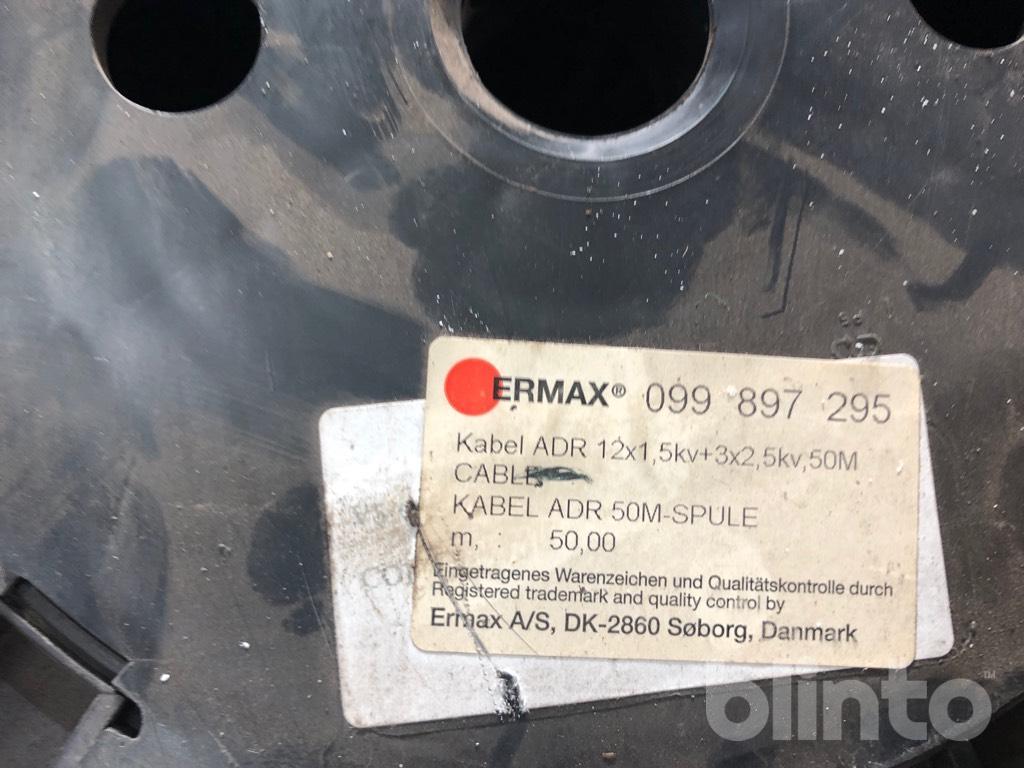 ERMAX® 099 897 295
Kabel ADR 12x1,5kv+3x2,5kv,50M
CABLE
KABEL ADR 50M-SPULE
m, : 50,00
Eingetragenes Warenzeichen und Qualitätskontrolle durch
Registered trademark and quality control by
Ermax A/S, DK-2860 Søborg, Danmark
blinto™